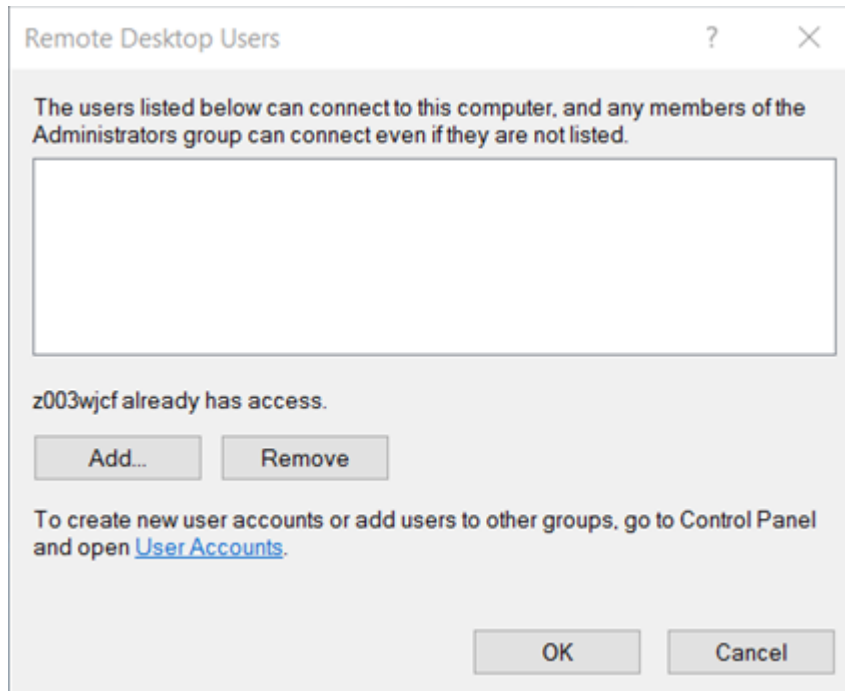 Remote Desktop Users ?
The users listed below can connect to this computer, and any members of the
Administrators group can connect even if they are not listed.
z003wjcf already has access.
Add... Remove
To create new user accounts or add users to other groups, go to Control Panel
and open User Accounts.
OK Cancel